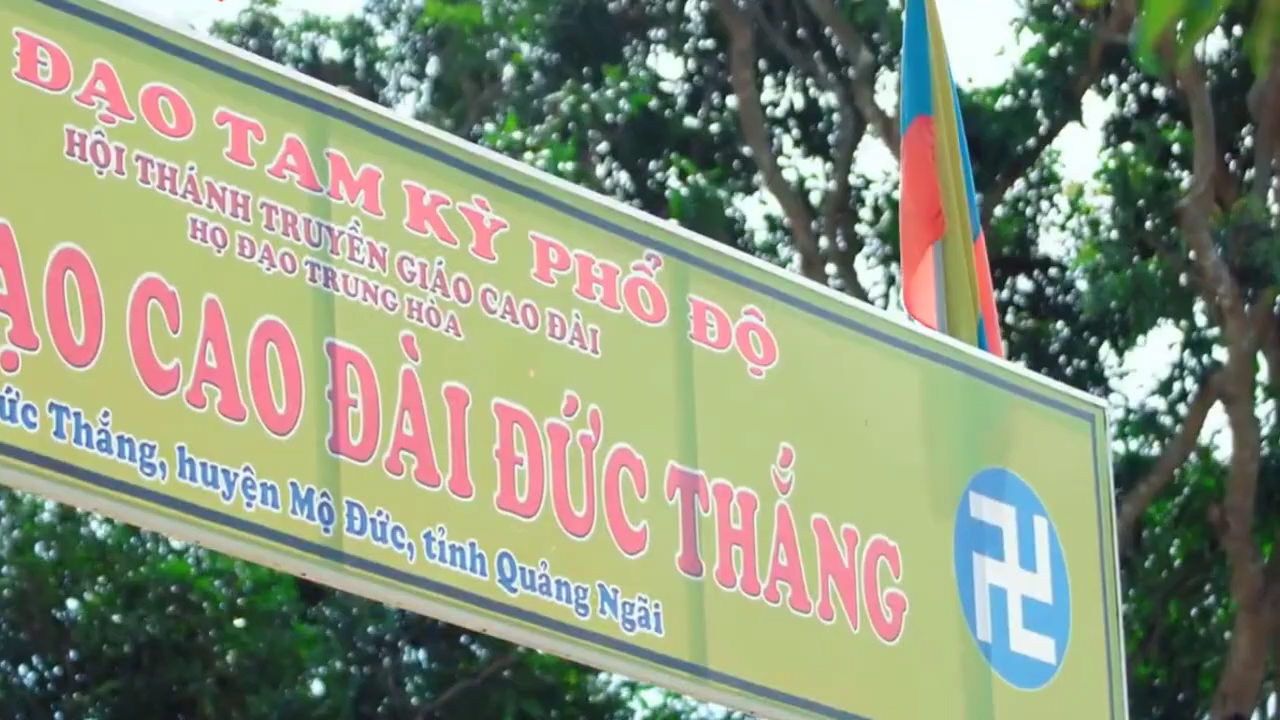 ĐẠO TAM KỲ PHỔ ĐỘ
HỘI THÁNH TRUYỀN GIÁO CAO ĐÀI
HỌ ĐẠO TRUNG HÒA
ẠO CAO ĐÀI ĐỨC THẮNG
ức Thắng, huyện Mộ Đức, tỉnh Quảng Ngãi